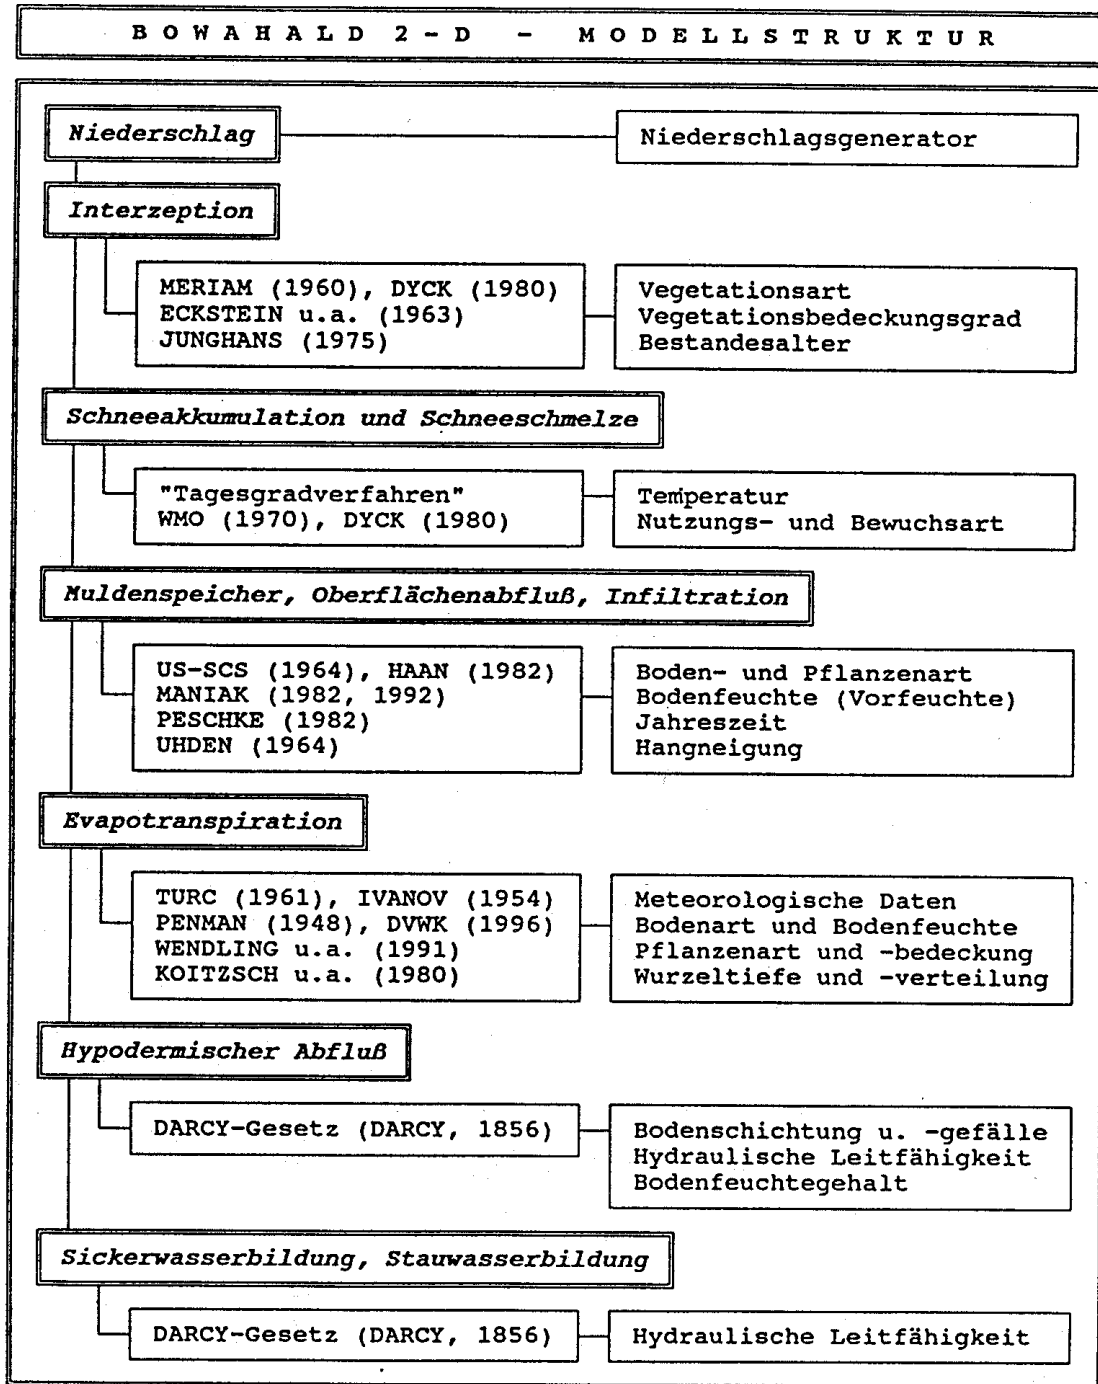 BOWAHALD 2-D - MODELLSTRUKTUR
Niederschlag
Niederschlagsgenerator
Interzeption
MERIAM (1960), DYCK (1980)
ECKSTEIN u.a. (1963)
JUNGHANS (1975)
Vegetationsart
Vegetationsbedeckungsgrad
Bestandesalter
Schneeakkumulation und Schneeschmelze
"Tagesgradverfahren"
WMO (1970), DYCK (1980)
Temperatur
Nutzungs- und Bewuchsart
Muldenspeicher, Oberflächenabfluß, Infiltration
US-SCS (1964), HAAN (1982)
MANIAK (1982, 1992)
PESCHKE (1982)
UHDEN (1964)
Boden- und Pflanzenart
Bodenfeuchte (Vorfeuchte)
Jahreszeit
Hangneigung
Evapotranspiration
TURC (1961), IVANOV (1954)
PENMAN (1948), DVWK (1996)
WENDLING u.a. (1991)
KOITZSCH u.a. (1980)
Meteorologische Daten
Bodenart und Bodenfeuchte
Pflanzenart und -bedeckung
Wurzeltiefe und -verteilung
Hypodermischer Abfluß
DARCY-Gesetz (DARCY, 1856)
Bodenschichtung u. -gefälle
Hydraulische Leitfähigkeit
Bodenfeuchtegehalt
Sickerwasserbildung, Stauwasserbildung
DARCY-Gesetz (DARCY, 1856)
Hydraulische Leitfähigkeit